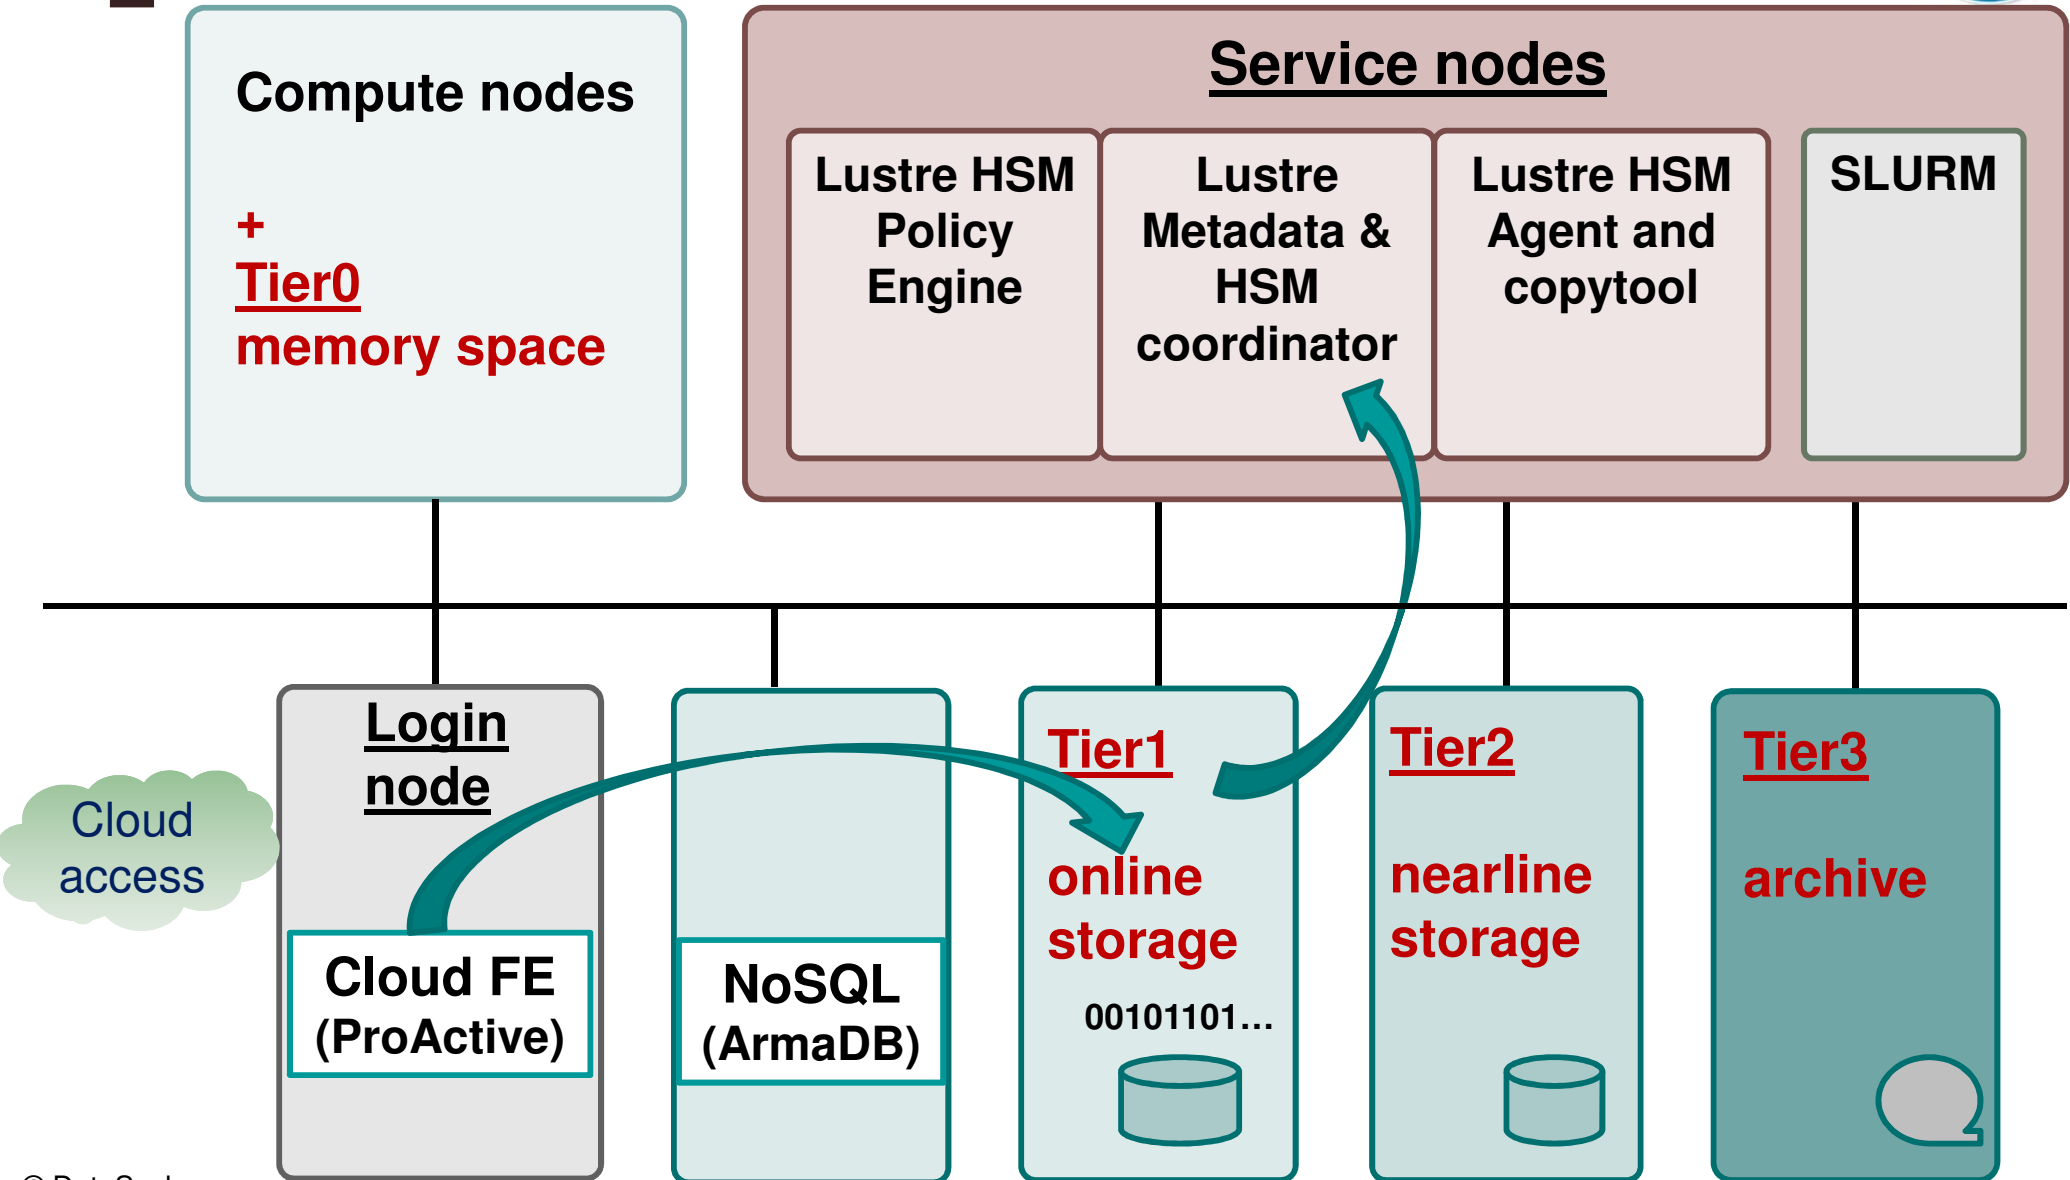 Compute nodes
+
Tier0
memory space
Service nodes
Lustre HSM
Policy
Engine
Lustre
Metadata &
HSM
coordinator
Lustre HSM
Agent and
copytool
SLURM
Cloud
access
Login
node
Cloud FE
(ProActive)
NoSQL
(ArmaDB)
Tier1
online
storage
00101101...
Tier2
nearline
storage
Tier3
archive